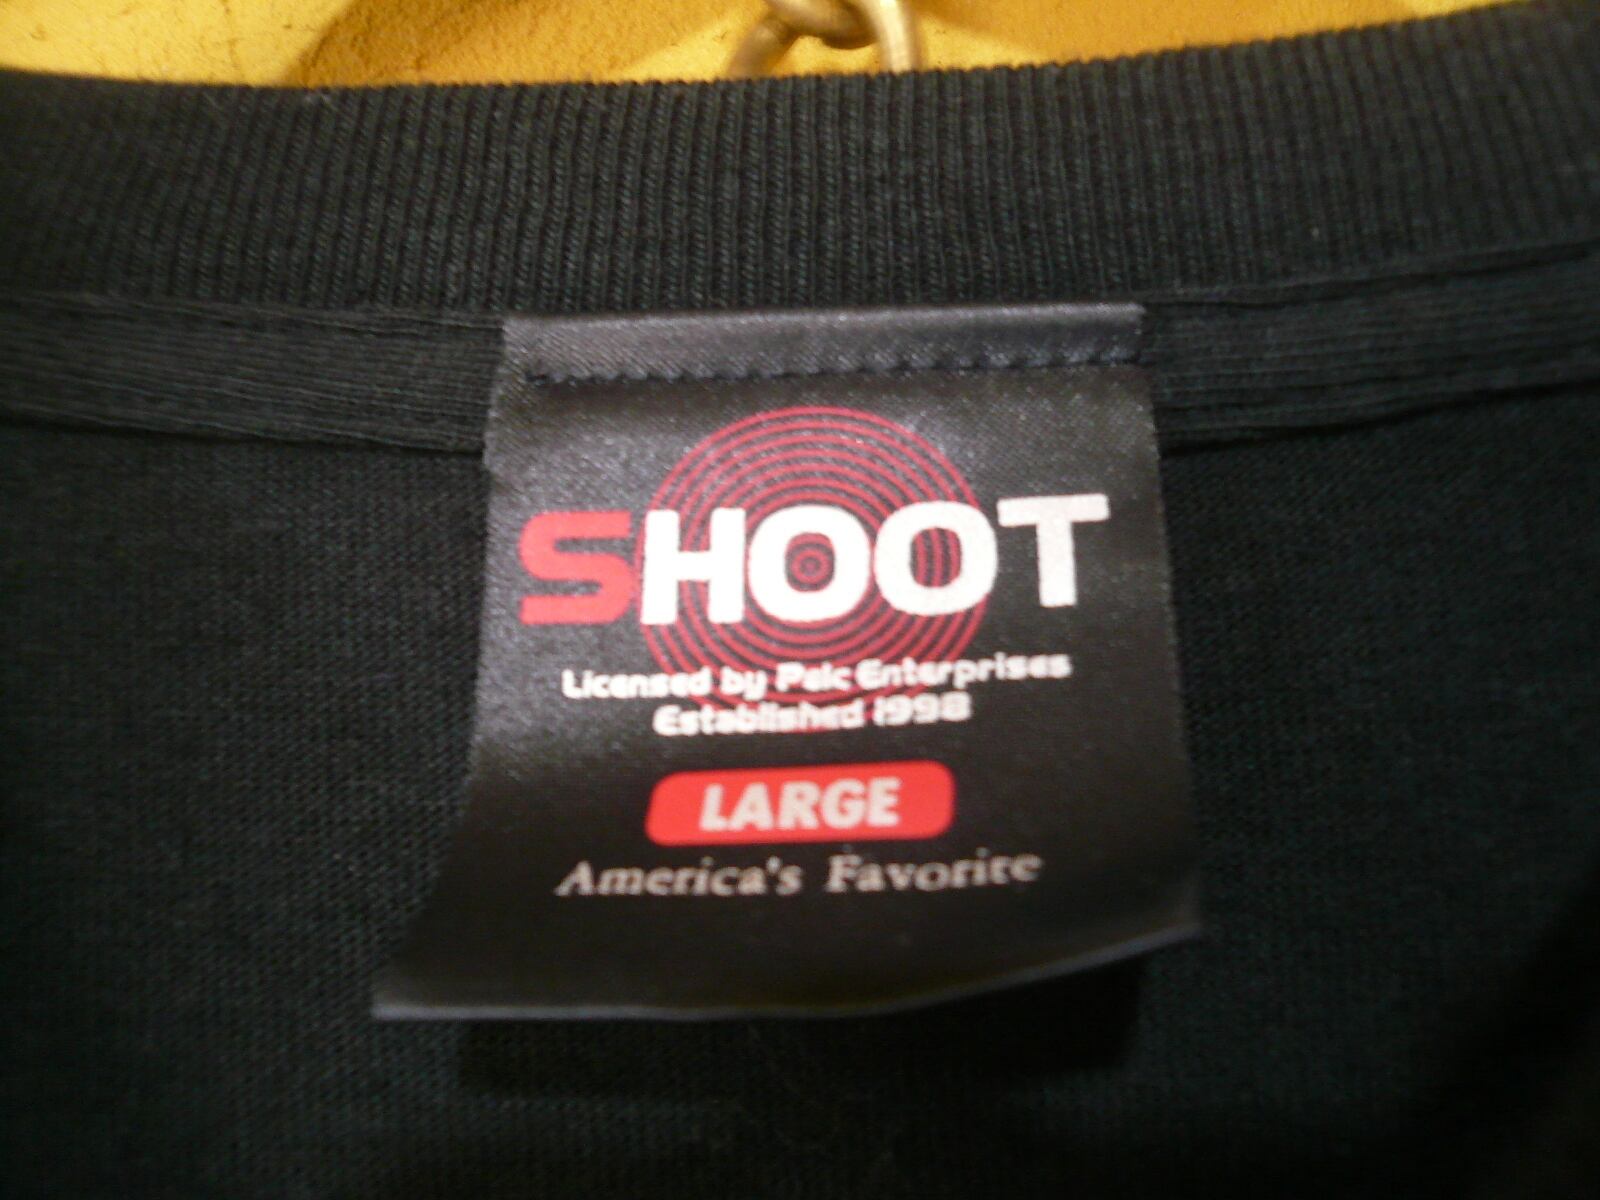 SHOOT
Licensed by Pelc Enterprises
Established 1998
LARGE
America's Favorite